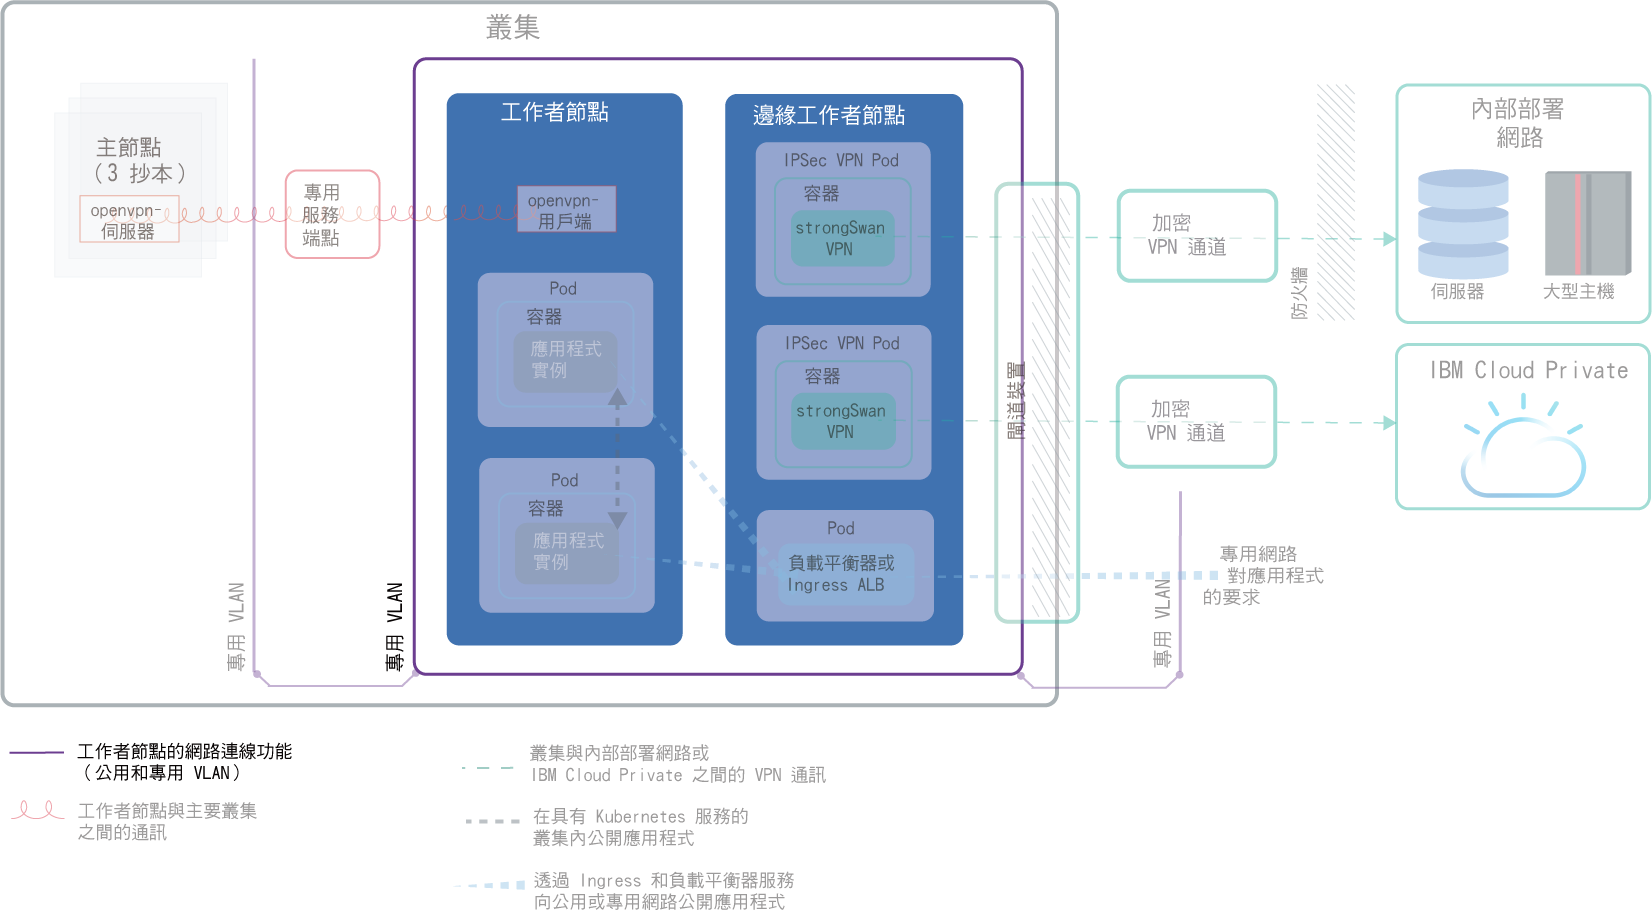 叢集
主節點
（3 抄本）
openvpn-
伺服器
專用
服務
端點
專用 VLAN
專用 VLAN
工作者節點
openvpn-
用戶端
Pod
容器
應用程式
實例
Pod
容器
應用程式
實例
邊緣工作者節點
IPSec VPN Pod
容器
strongSwan
VPN
IPSec VPN Pod
容器
strongSwan
VPN
Pod
負載平衡器或
Ingress ALB
閘道裝置
加密
VPN 通道
加密
VPN 通道
防火牆
內部部署
網路
伺服器
大型主機
IBM Cloud Private
專用 VLAN
專用網路
對應用程式
的要求
工作者節點的網路連線功能
（公用和專用 VLAN）
工作者節點與主要叢集
之間的通訊
叢集與內部部署網路或
IBM Cloud Private 之間的 VPN 通訊
在具有 Kubernetes 服務的
叢集內公開應用程式
透過 Ingress 和負載平衡器服務
向公用或專用網路公開應用程式